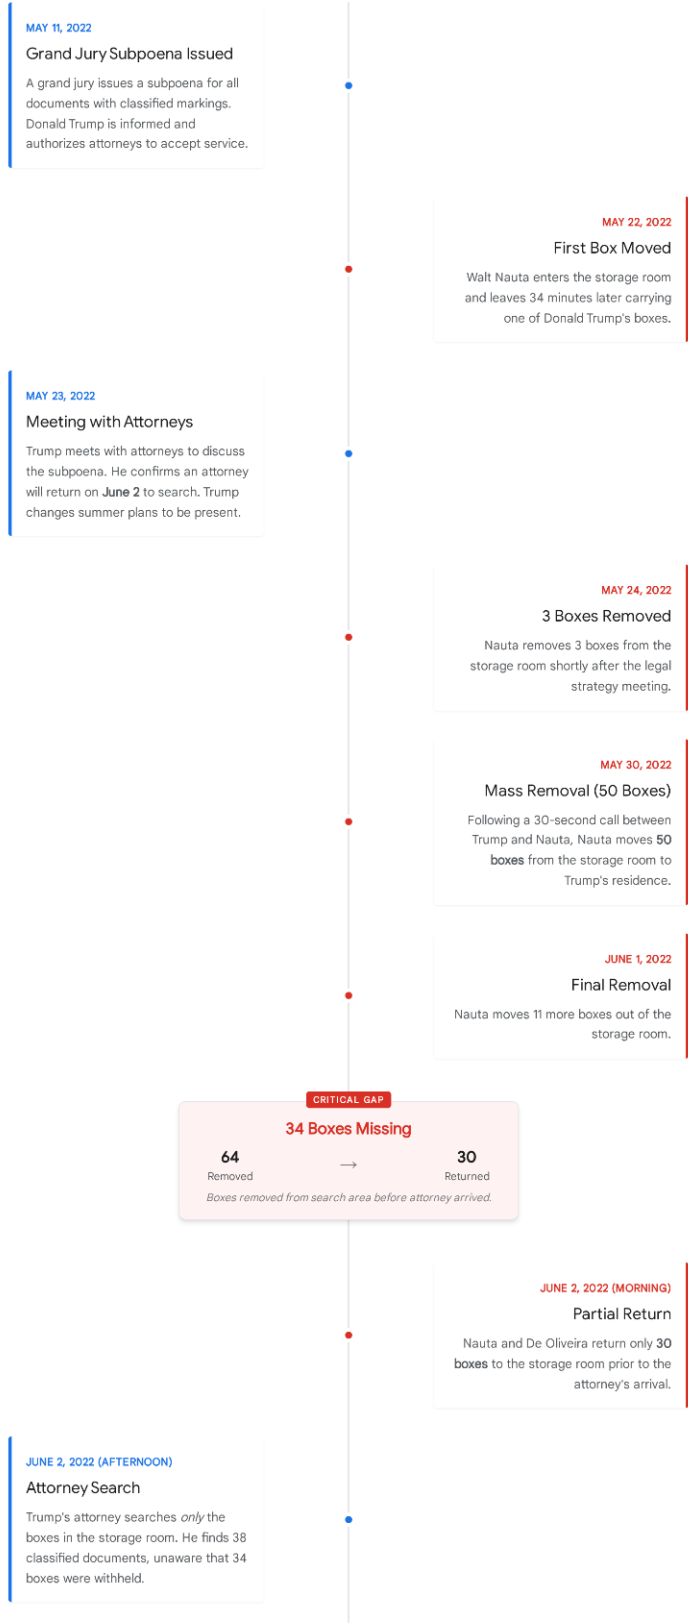 MAY 11, 2022
Grand Jury Subpoena Issued
A grand jury issues a subpoena for all
documents with classified markings.
Donald Trump is informed and
authorizes attorneys to accept service.
MAY 22, 2022
First Box Moved
Walt Nauta enters the storage room
and leaves 34 minutes later carrying
one of Donald Trump's boxes.
MAY 23, 2022
Meeting with Attorneys
Trump meets with attorneys to discuss
the subpoena. He confirms an attorney
will return on June 2 to search. Trump
changes summer plans to be present.
MAY 24, 2022
3 Boxes Removed
Nauta removes 3 boxes from the
storage room shortly after the legal
strategy meeting.
MAY 30, 2022
Mass Removal (50 Boxes)
Following a 30-second call between
Trump and Nauta, Nauta moves 50
boxes from the storage room to
Trump's residence.
JUNE 1, 2022
Final Removal
Nauta moves 11 more boxes out of the
storage room.
CRITICAL GAP
34 Boxes Missing
64 → 30
Removed Returned
Boxes removed from search area before attorney arrived.
JUNE 2, 2022 (MORNING)
Partial Return
Nauta and De Oliveira return only 30
boxes to the storage room prior to the
attorney's arrival.
JUNE 2, 2022 (AFTERNOON)
Attorney Search
Trump's attorney searches only the
boxes in the storage room. He finds 38
classified documents, unaware that 34
boxes were withheld.